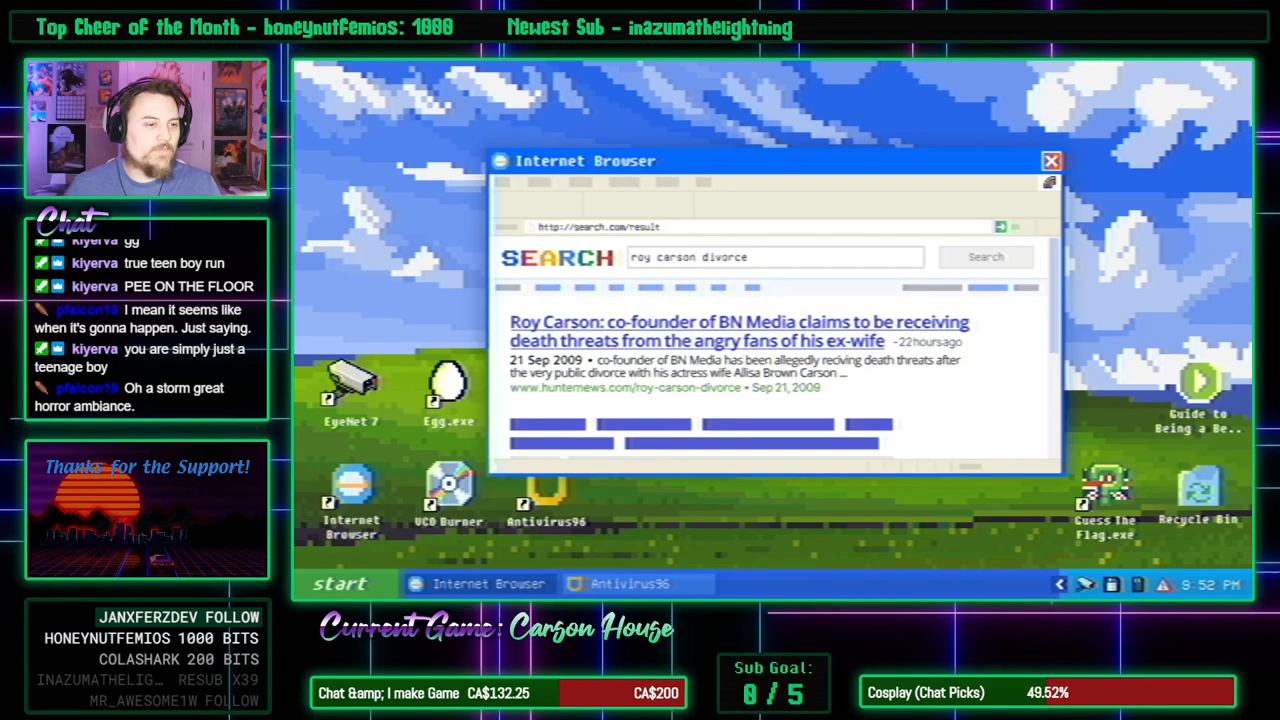 Top Cheer of the Month - honeynutfemios: 1000
Newest Sub - inazumathelightning
Chat
kiyerva gg
kiyerva true teen boy run
kiyerva PEE ON THE FLOOR
pfalcon19 I mean it seems like
when it's gonna happen. Just saying.
kiyerva you are simply just a
teenage boy
pfalcon19 Oh a storm great
horror ambiance.
Thanks for the Support!
JANXFERZDEV FOLLOW
HONEYNUTFEMIOS 1000 BITS
COLASHARK 200 BITS
INAZUMATHELIG... RESUB X39
MR_AWESOME1W FOLLOW
Internet Browser
http://search.com/result
SEARCH
roy carson divorce
Search
Roy Carson: co-founder of BN Media claims to be receiving
death threats from the angry fans of his ex-wife -22hoursago
21 Sep 2009 • co-founder of BN Media has been allegedly reciving death threats after
the very public divorce with his actress wife Allisa Brown Carson ...
www.hunternews.com/roy-carson-divorce • Sep 21, 2009
EyeNet 7
Egg.exe
Internet
Browser
VCD Burner
Antivirus96
Guide to
Being a Be..
Guess The
Flag.exe
Recycle Bin
start
Internet Browser
Antivirus96
9:52 PM
Current Game: Carson House
Chat &amp; I make Game CA$132.25
CA$200
Sub Goal:
0 / 5
Cosplay (Chat Picks) 49.52%